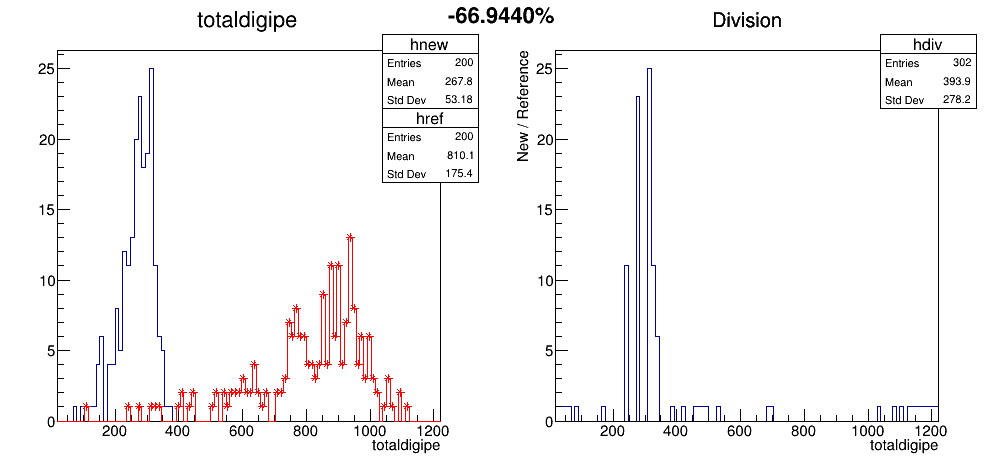 -66.9440%
totaldigipe
hnew
Entries 200
Mean 267.8
Std Dev 53.18
href
Entries 200
Mean 810.1
Std Dev 175.4
25
20
15
10
5
0
200 400 600 800 1000 1200
totaldigipe
Division
hdiv
Entries 302
Mean 393.9
Std Dev 278.2
New / Reference
25
20
15
10
5
0
200 400 600 800 1000 1200
totaldigipe